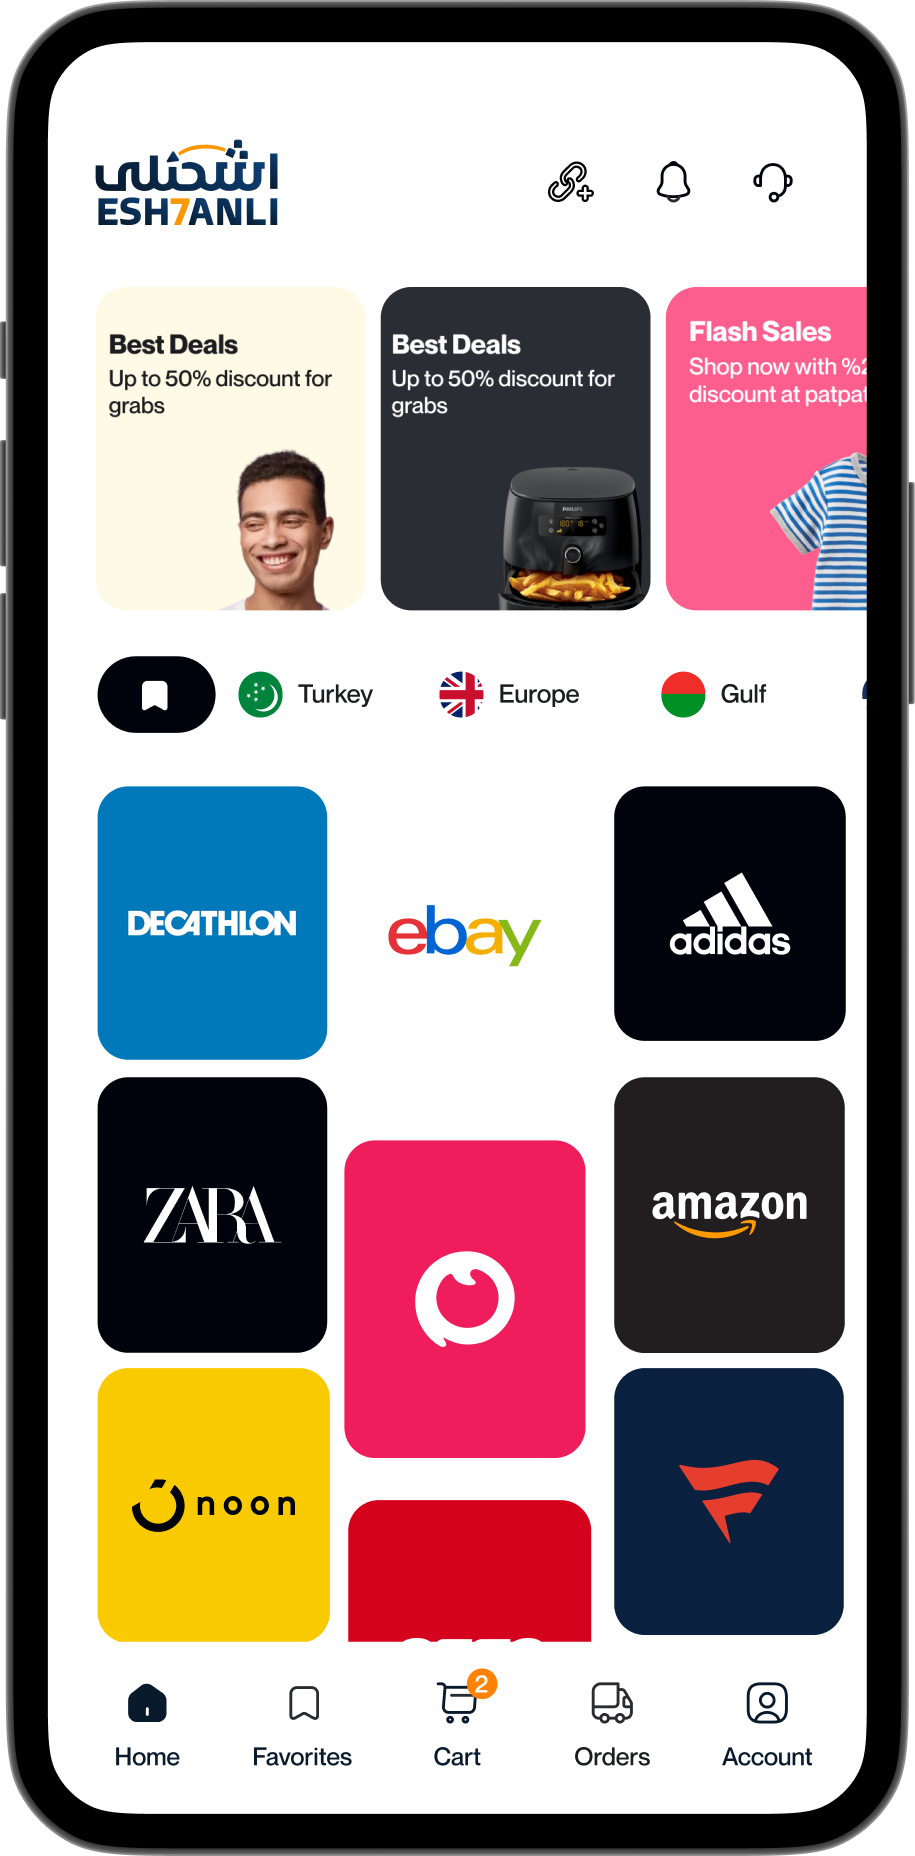 اشحنلي
ESH7ANLI
Best Deals
Up to 50% discount for
grabs
Best Deals
Up to 50% discount for
grabs
PHILIPS
180° 18
Flash Sales
Shop now with %2
discount at patpat
Turkey
Europe
Gulf
DECATHLON
ebay
adidas
ZARA
amazon
noon
2
Home
Favorites
Cart
Orders
Account